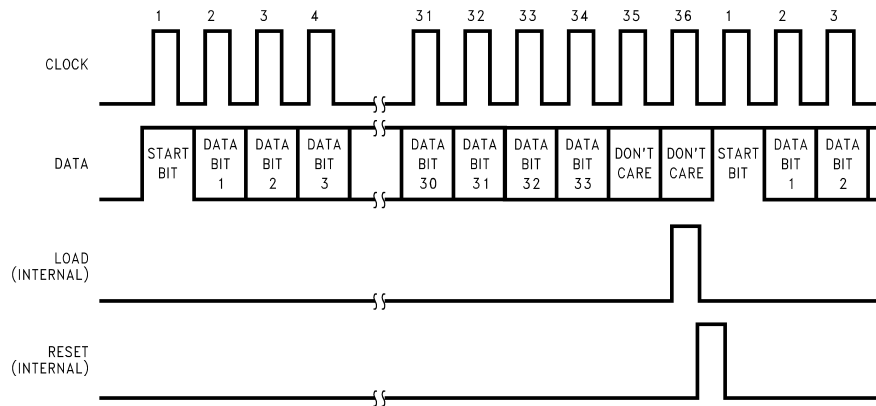 1 2 3 4 31 32 33 34 35 36 1 2 3
CLOCK
DATA
START BIT
DATA BIT 1
DATA BIT 2
DATA BIT 3
DATA BIT 30
DATA BIT 31
DATA BIT 32
DATA BIT 33
DON'T CARE
DON'T CARE
START BIT
DATA BIT 1
DATA BIT 2
LOAD
(INTERNAL)
RESET
(INTERNAL)